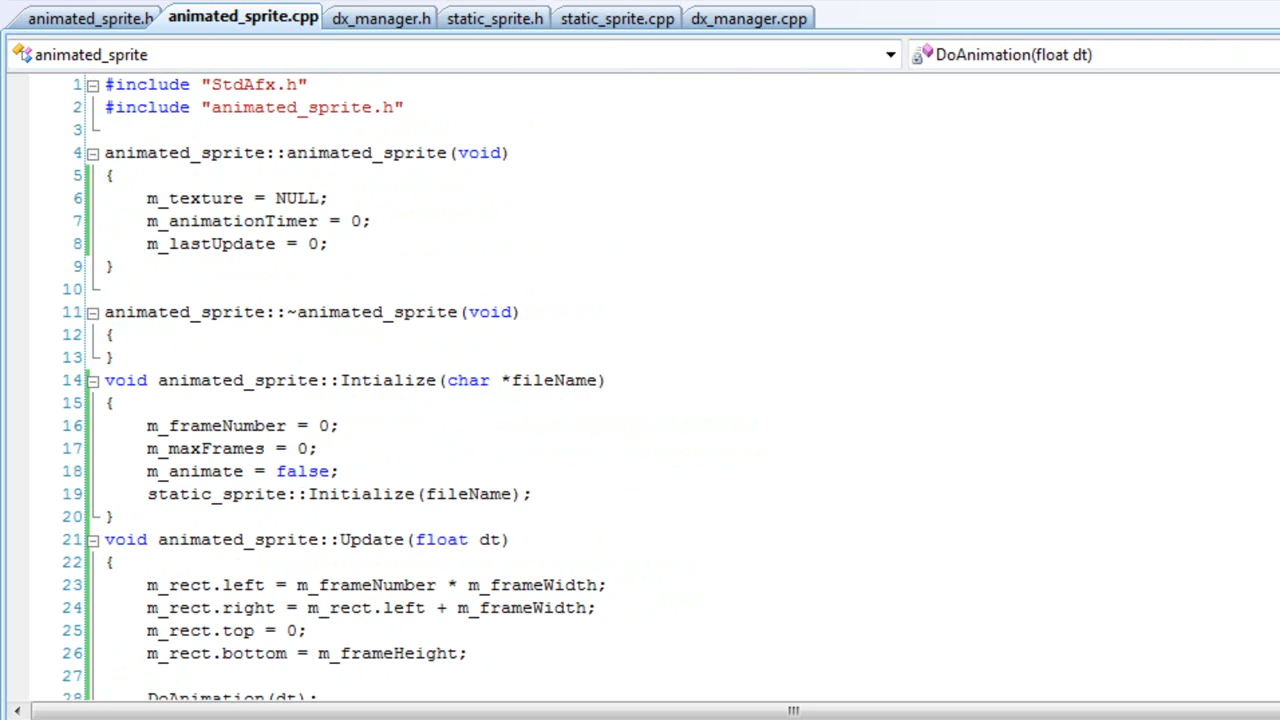 animated_sprite.h animated_sprite.cpp dx_manager.h static_sprite.h static_sprite.cpp dx_manager.cpp
animated_sprite DoAnimation(float dt)
1 #include "StdAfx.h"
2 #include "animated_sprite.h"
3
4 animated_sprite::animated_sprite(void)
5 {
6 m_texture = NULL;
7 m_animationTimer = 0;
8 m_lastUpdate = 0;
9 }
10
11 animated_sprite::~animated_sprite(void)
12 {
13 }
14 void animated_sprite::Intialize(char *fileName)
15 {
16 m_frameNumber = 0;
17 m_maxFrames = 0;
18 m_animate = false;
19 static_sprite::Initialize(fileName);
20 }
21 void animated_sprite::Update(float dt)
22 {
23 m_rect.left = m_frameNumber * m_frameWidth;
24 m_rect.right = m_rect.left + m_frameWidth;
25 m_rect.top = 0;
26 m_rect.bottom = m_frameHeight;
27
28 DoAnimation(dt);